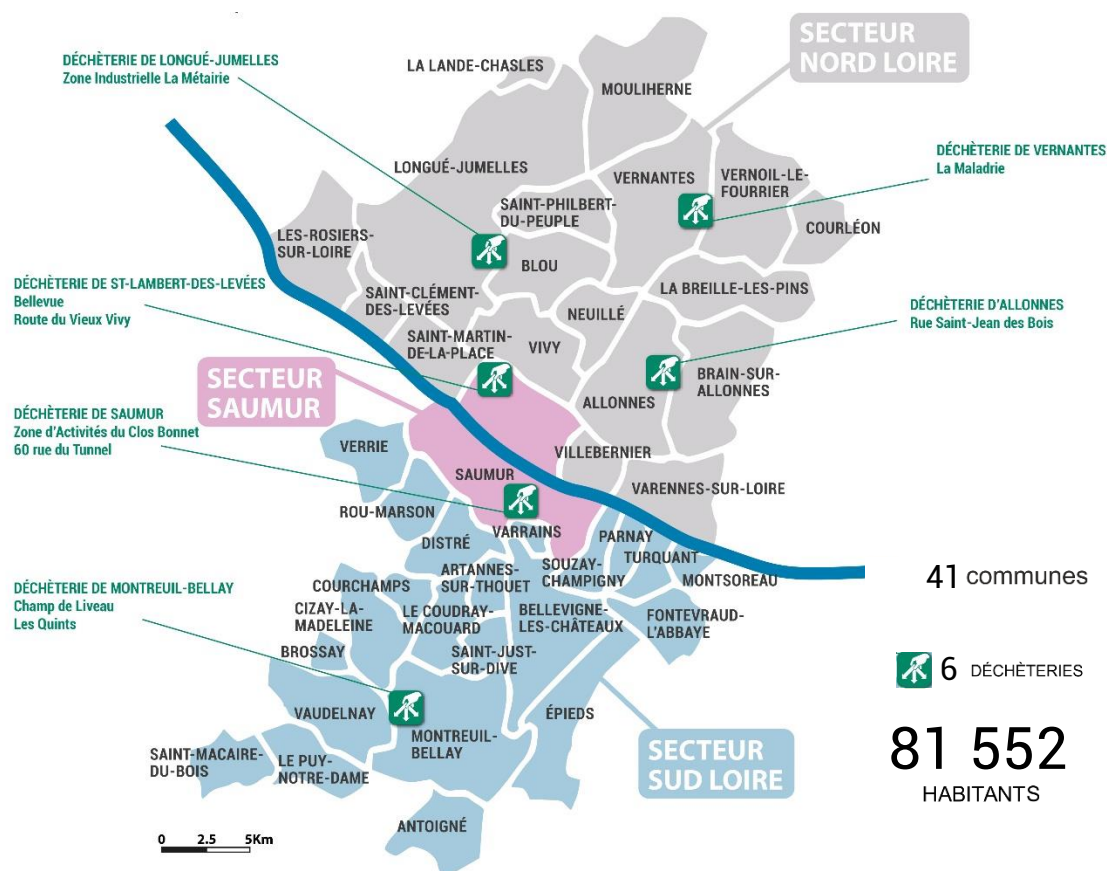 SECTEUR
NORD LOIRE
DÉCHÈTERIE DE LONGUÉ-JUMELLES
Zone Industrielle La Métairie
LA LANDE-CHASLES
MOULIHERNE
DÉCHÈTERIE DE VERNANTES
La Maladrie
LONGUÉ-JUMELLES
VERNANTES
VERNOIL-LE-
FOURRIER
SAINT-PHILBERT-
DU-PEUPLE
COURLÉON
LES-ROSIERS-
SUR-LOIRE
BLOU
DÉCHÈTERIE DE ST-LAMBERT-DES-LEVÉES
Bellevue
Route du Vieux Vivy
SAINT-CLÉMENT-
DES-LEVÉES
LA BREILLE-LES-PINS
NEUILLÉ
DÉCHÈTERIE D'ALLONNES
Rue Saint-Jean des Bois
SAINT-MARTIN-
DE-LA-PLACE
VIVY
SECTEUR
SAUMUR
BRAIN-SUR-
ALLONNES
ALLONNES
DÉCHÈTERIE DE SAUMUR
Zone d'Activités du Clos Bonnet
60 rue du Tunnel
VERRIE
VILLEBERNIER
SAUMUR
VARENNES-SUR-LOIRE
ROU-MARSON
VARRAINS
PARNAY
DISTRÉ
TURQUANT
SOUZAY-
CHAMPIGNY
ARTANNES-
SUR-THOUET
MONTSOREAU
41 communes
DÉCHÈTERIE DE MONTREUIL-BELLAY
Champ de Liveau
Les Quints
COURCHAMPS
CIZAY-LA-
MADELEINE
LE COUDRAY-
MACOUARD
BELLEVIGNE-
LES-CHÂTEAUX
FONTEVRAUD-
L'ABBAYE
BROSSAY
SAINT-JUST-
SUR-DIVE
6 DÉCHÈTERIES
VAUDELNAY
ÉPIEDS
MONTREUIL-
BELLAY
81 552
HABITANTS
SAINT-MACAIRE-
DU-BOIS
LE PUY-
NOTRE-DAME
SECTEUR
SUD LOIRE
ANTOIGNÉ
0 2.5 5Km